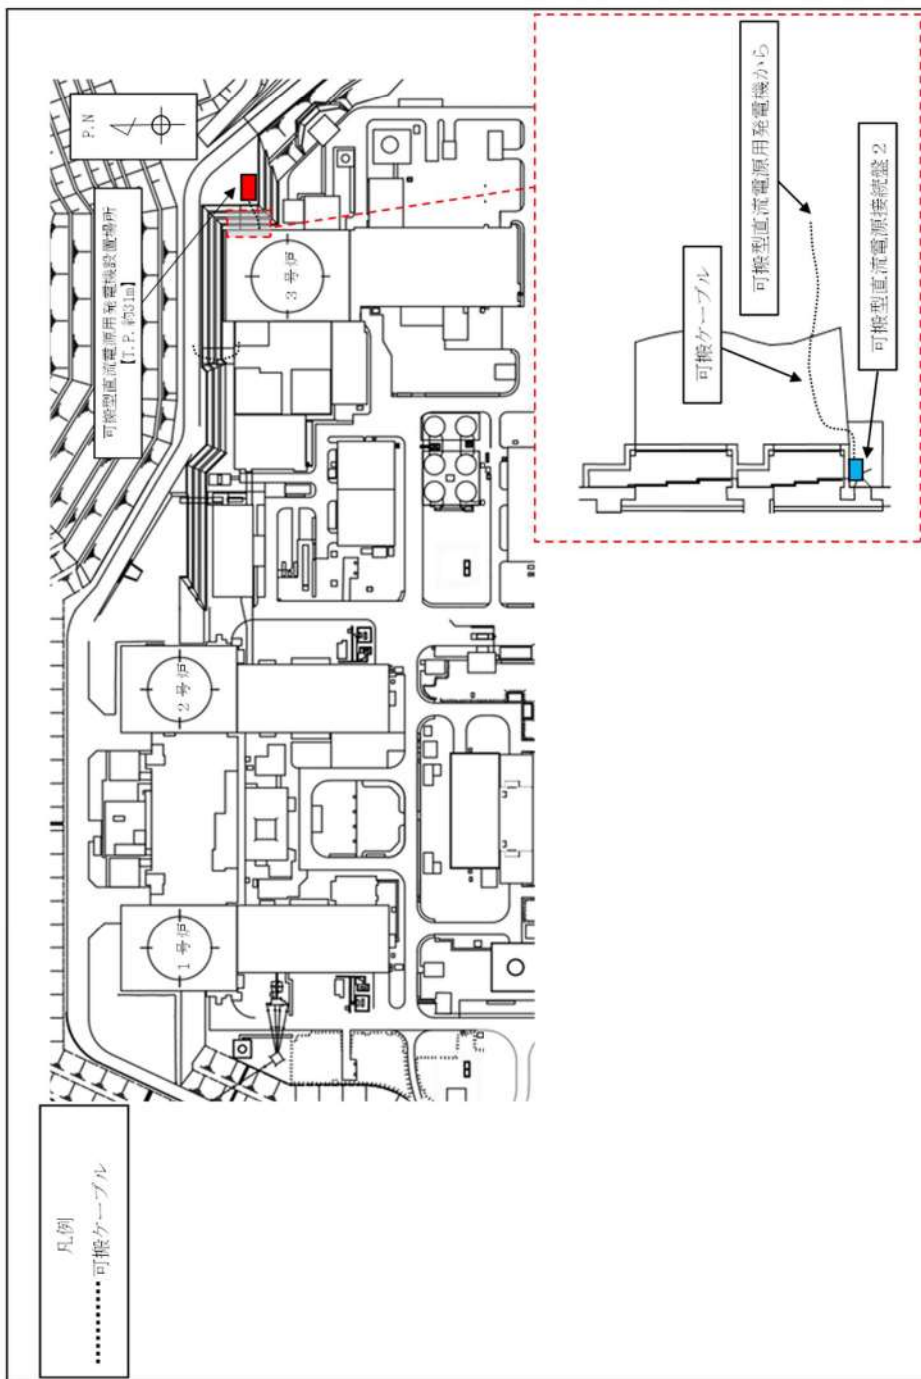 凡例
可搬ケーブル
P.N
可搬型直流電源用発電機設置場所
【T.P.約31m】
1号炉
2号炉
3号炉
可搬ケーブル
可搬型直流電源用発電機から
可搬型直流電源接続盤2